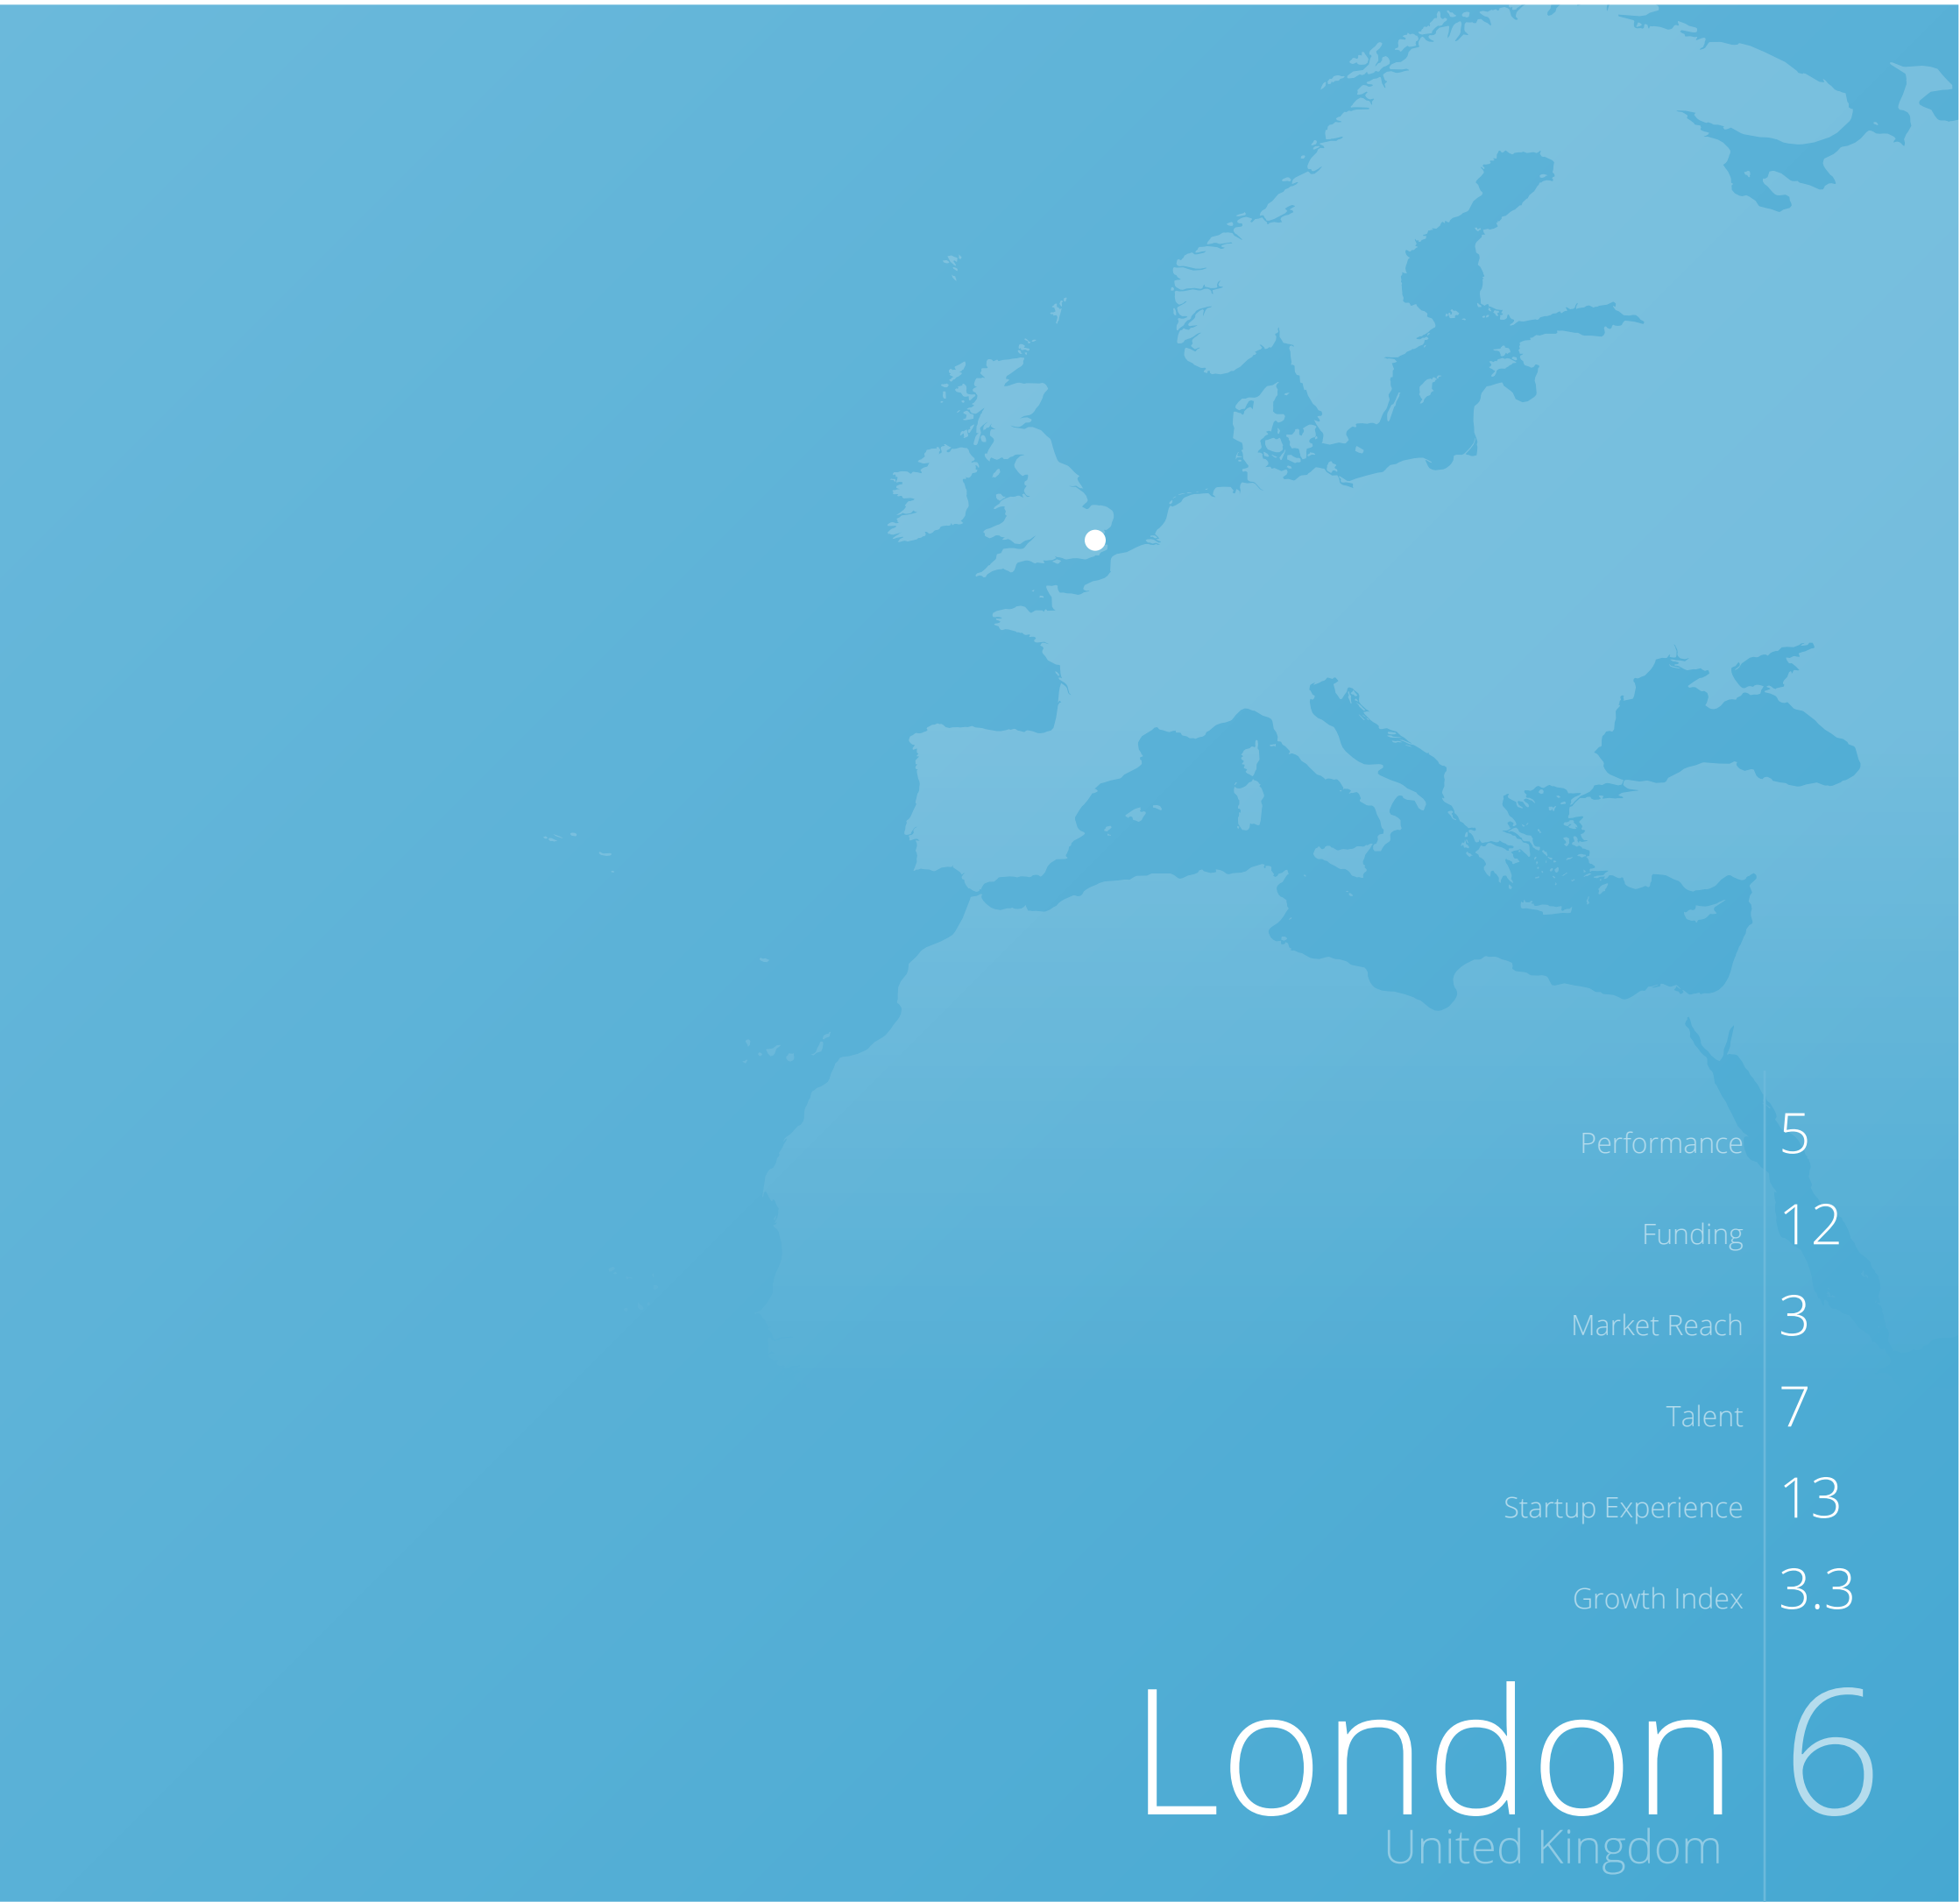 Performance 5
Funding 12
Market Reach 3
Talent 7
Startup Experience 13
Growth Index 3.3
London 6
United Kingdom